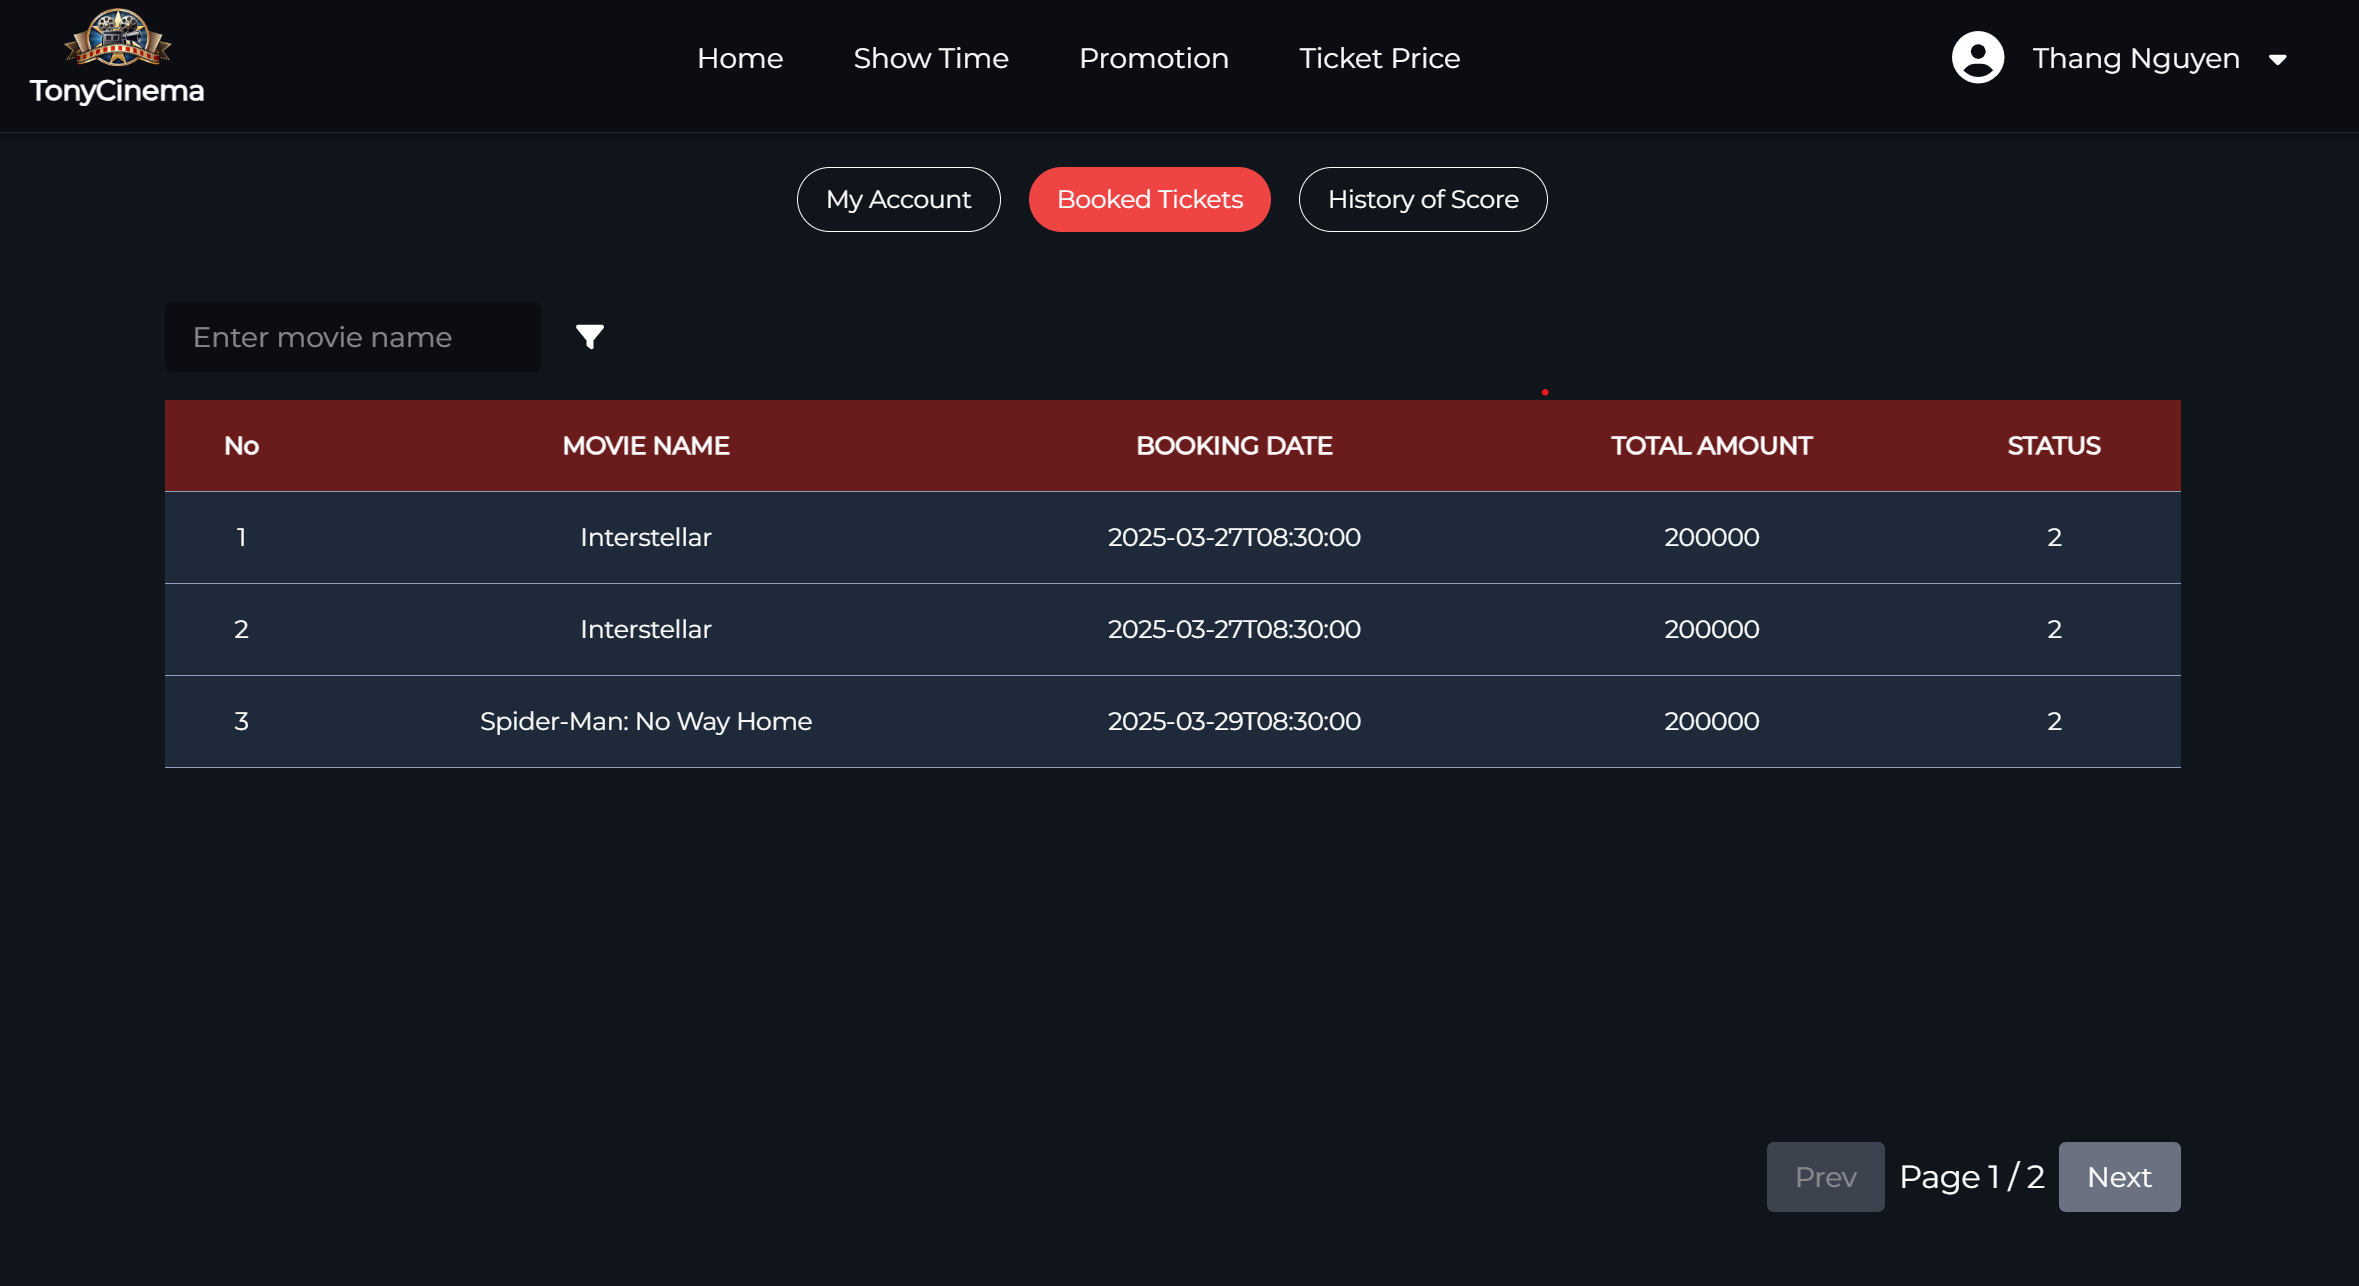 TonyCinema
Home Show Time Promotion Ticket Price
Thang Nguyen
My Account Booked Tickets History of Score
Enter movie name
No MOVIE NAME BOOKING DATE TOTAL AMOUNT STATUS
1 Interstellar 2025-03-27T08:30:00 200000 2
2 Interstellar 2025-03-27T08:30:00 200000 2
3 Spider-Man: No Way Home 2025-03-29T08:30:00 200000 2
Prev Page 1 / 2 Next